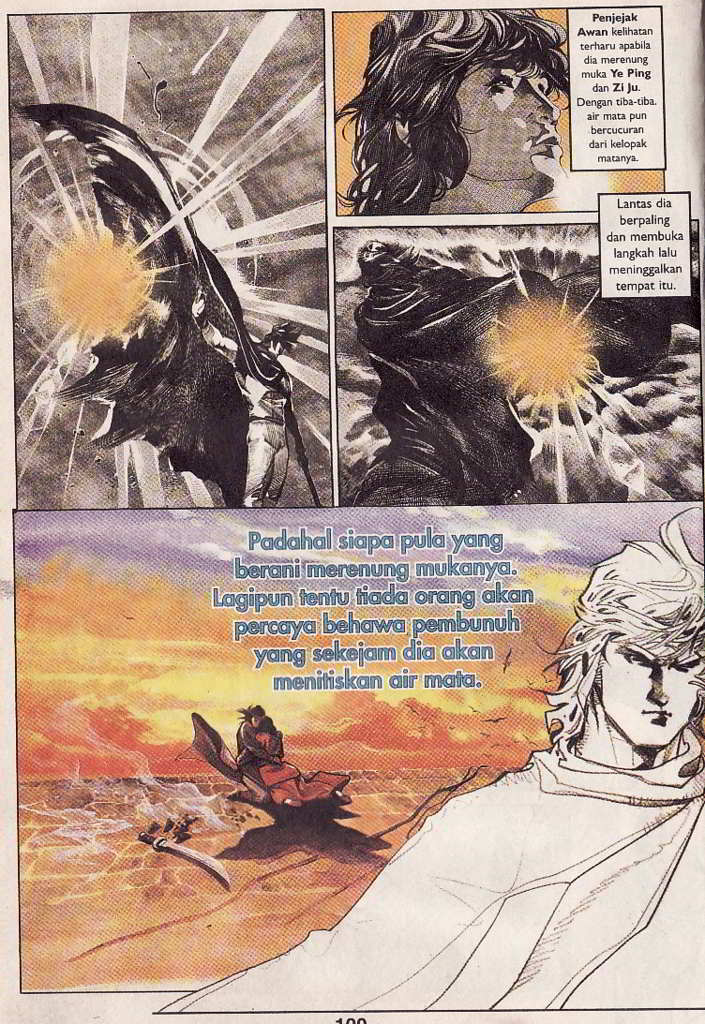 Penjejak
Awan kelihatan
terharu apabila
dia merenung
muka Ye Ping
dan Zi Ju.
Dengan tiba-tiba.
air mata pun
bercucuran
dari kelopak
matanya.
Lantas dia
berpaling
dan membuka
langkah lalu
meninggalkan
tempat itu.
Padahal siapa pula yang
berani merenung mukanya.
Lagipun tentu tiada orang akan
percaya behawa pembunuh
yang sekejam dia akan
menitiskan air mata.